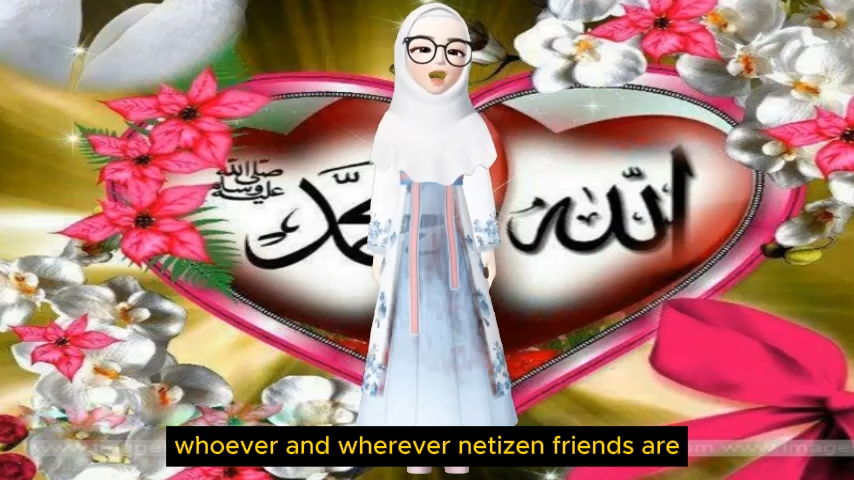 صلى الله
عليه وسلم
محمد
الله
whoever and wherever netizen friends are